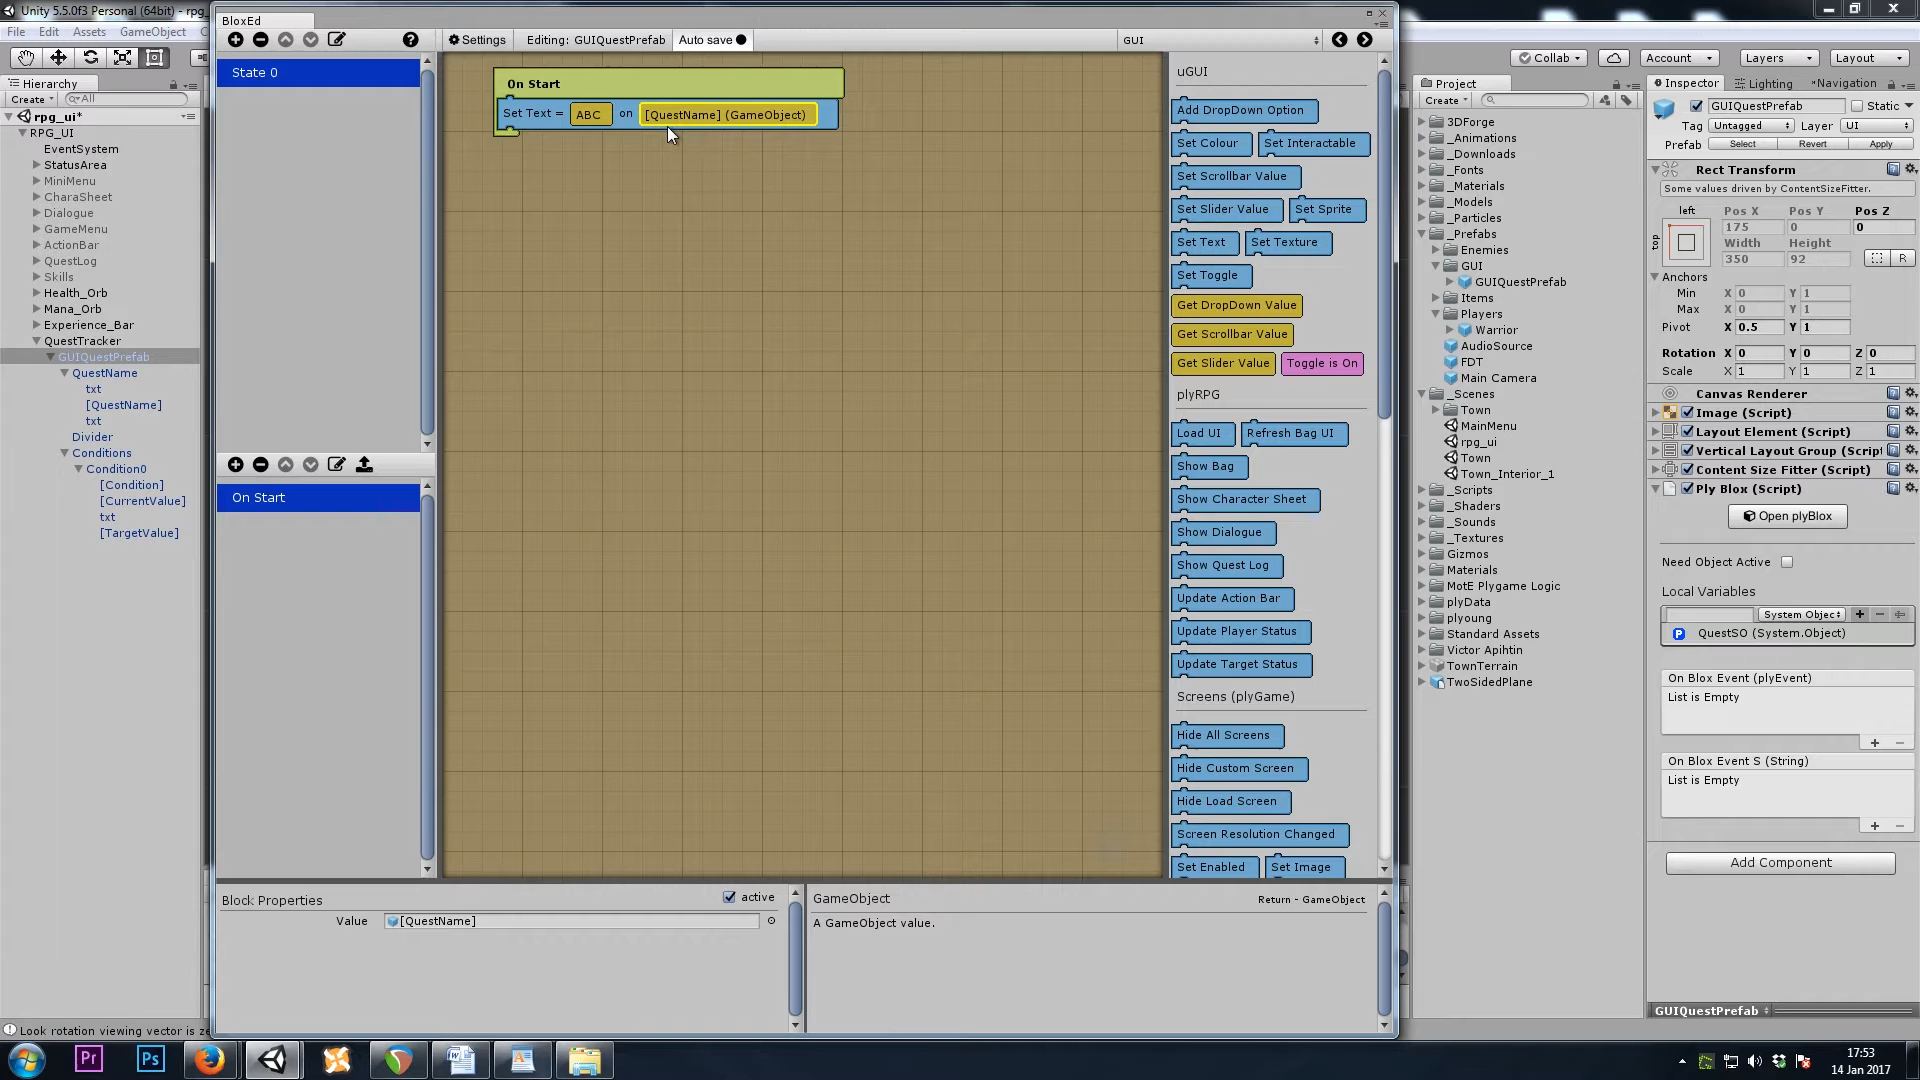 Unity 5.5.0f3 Personal (64bit) - rpg_
File Edit Assets GameObject
Collab Account Layers Layout
Hierarchy
Create All
rpg_ui*
RPG_UI
EventSystem
StatusArea
MiniMenu
CharaSheet
Dialogue
GameMenu
ActionBar
QuestLog
Skills
Health_Orb
Mana_Orb
Experience_Bar
QuestTracker
GUIQuestPrefab
QuestName
txt
[QuestName]
txt
Divider
Conditions
Condition0
[Condition]
[CurrentValue]
txt
[TargetValue]
Look rotation viewing vector is ze
BloxEd
Settings Editing: GUIQuestPrefab Auto save GUI
State 0
On Start
On Start
Set Text = ABC on [QuestName] (GameObject)
uGUI
Add DropDown Option
Set Colour Set Interactable
Set Scrollbar Value
Set Slider Value Set Sprite
Set Text Set Texture
Set Toggle
Get DropDown Value
Get Scrollbar Value
Get Slider Value Toggle is On
plyRPG
Load UI Refresh Bag UI
Show Bag
Show Character Sheet
Show Dialogue
Show Quest Log
Update Action Bar
Update Player Status
Update Target Status
Screens (plyGame)
Hide All Screens
Hide Custom Screen
Hide Load Screen
Screen Resolution Changed
Set Enabled Set Image
Block Properties active
Value [QuestName]
GameObject Return - GameObject
A GameObject value.
Project
Create
3DForge
_Animations
_Downloads
_Fonts
_Materials
_Models
_Particles
_Prefabs
Enemies
GUI
GUIQuestPrefab
Items
Players
Warrior
AudioSource
FDT
Main Camera
_Scenes
Town
MainMenu
rpg_ui
Town
Town_Interior_1
_Scripts
_Shaders
_Sounds
_Textures
Gizmos
Materials
MotE Plygame Logic
plyData
plyoung
Standard Assets
Victor Apihtin
TownTerrain
TwoSidedPlane
Inspector Lighting Navigation
GUIQuestPrefab Static
Tag Untagged Layer UI
Prefab Select Revert Apply
Rect Transform
Some values driven by ContentSizeFitter.
left Pos X Pos Y Pos Z
top 175 0 0
Width Height
350 92 R
Anchors
Min X 0 Y 1
Max X 0 Y 1
Pivot X 0.5 Y 1
Rotation X 0 Y 0 Z 0
Scale X 1 Y 1 Z 1
Canvas Renderer
Image (Script)
Layout Element (Script)
Vertical Layout Group (Script
Content Size Fitter (Script)
Ply Blox (Script)
Open plyBlox
Need Object Active
Local Variables
System Objec
P QuestSO (System.Object)
On Blox Event (plyEvent)
List is Empty
On Blox Event S (String)
List is Empty
Add Component
GUIQuestPrefab
Pr Ps
17:53
14 Jan 2017